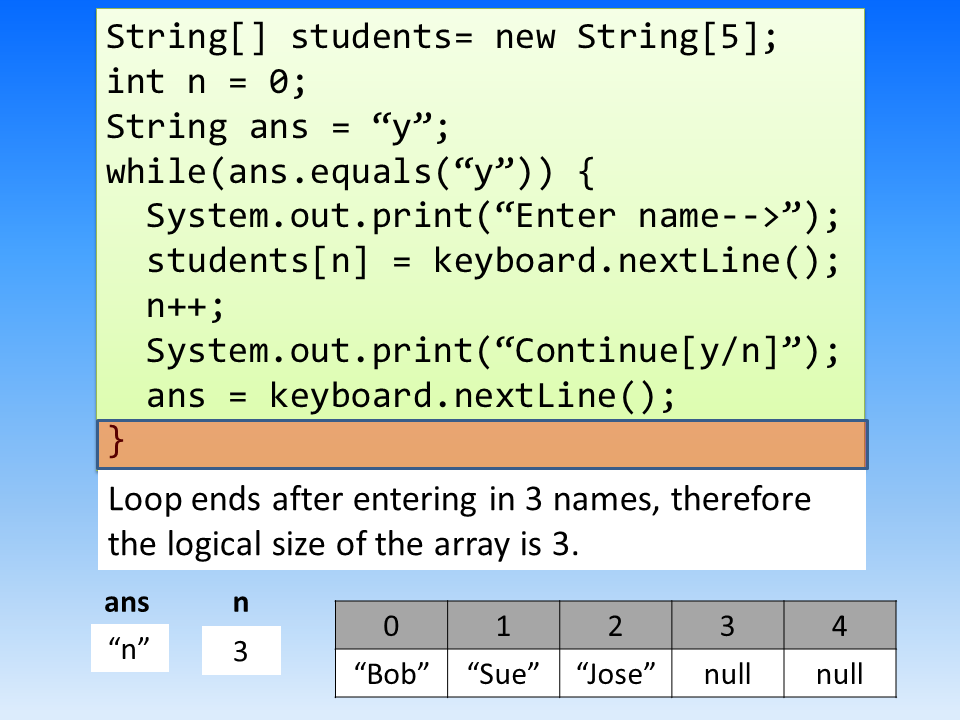 String[] students= new String[5];
int n = 0;
String ans = “y”;
while(ans.equals(“y”)) {
  System.out.print(“Enter name-->”);
  students[n] = keyboard.nextLine();
  n++;
  System.out.print(“Continue[y/n]”);
  ans = keyboard.nextLine();
}
Loop ends after entering in 3 names, therefore
the logical size of the array is 3.
ans n
“n” 3
0 1 2 3 4
“Bob” “Sue” “Jose” null null